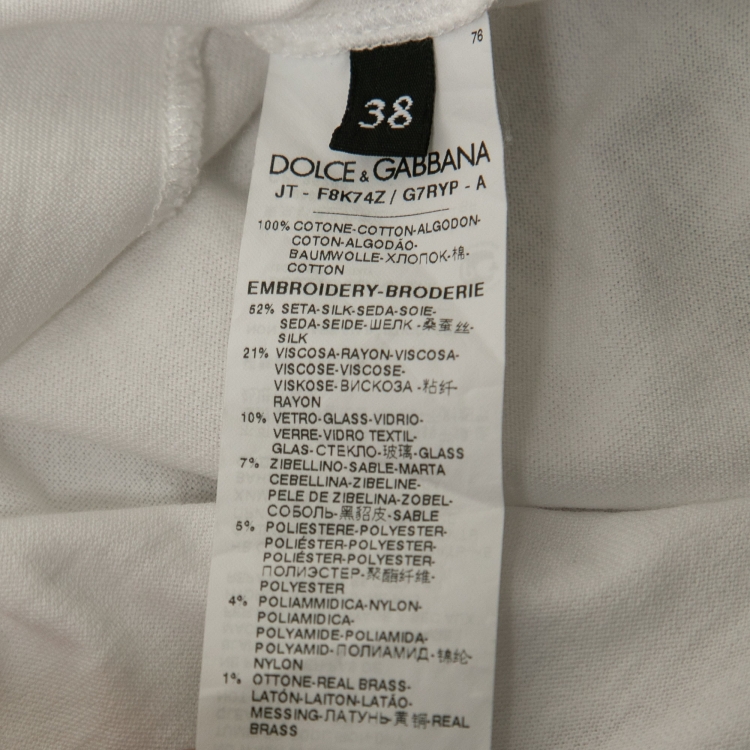 76
38
DOLCE & GABBANA
JT - F8K74Z / G7RYP - A
100% COTONE-COTTON-ALGODON-
COTON-ALGODÃO-
BAUMWOLLE-ХЛОПОК-棉-
COTTON
EMBROIDERY-BRODERIE
52% SETA-SILK-SEDA-SOIE-
SEDA-SEIDE-ШЕЛК-桑蚕丝-
SILK
21% VISCOSA-RAYON-VISCOSA-
VISCOSE-VISCOSE-
VISKOSE-ВИСКОЗА-粘纤-
RAYON
10% VETRO-GLASS-VIDRIO-
VERRE-VIDRO TEXTIL-
GLAS-СТЕКЛО-玻璃-GLASS
7% ZIBELLINO-SABLE-MARTA
CEBELLINA-ZIBELINE-
PELE DE ZIBELINA-ZOBEL-
СОБОЛЬ-黑貂皮-SABLE
5% POLIESTERE-POLYESTER-
POLIÉSTER-POLYESTER-
POLIÉSTER-POLYESTER-
ПОЛИЭСТЕР-聚酯纤维-
POLYESTER
4% POLIAMMIDICA-NYLON-
POLIAMIDICA-
POLYAMIDE-POLIAMIDA-
POLYAMID-ПОЛИАМИД-锦纶-
NYLON
1% OTTONE-REAL BRASS-
LATÓN-LAITON-LATÃO-
MESSING-ЛАТУНЬ-黄铜-REAL
BRASS